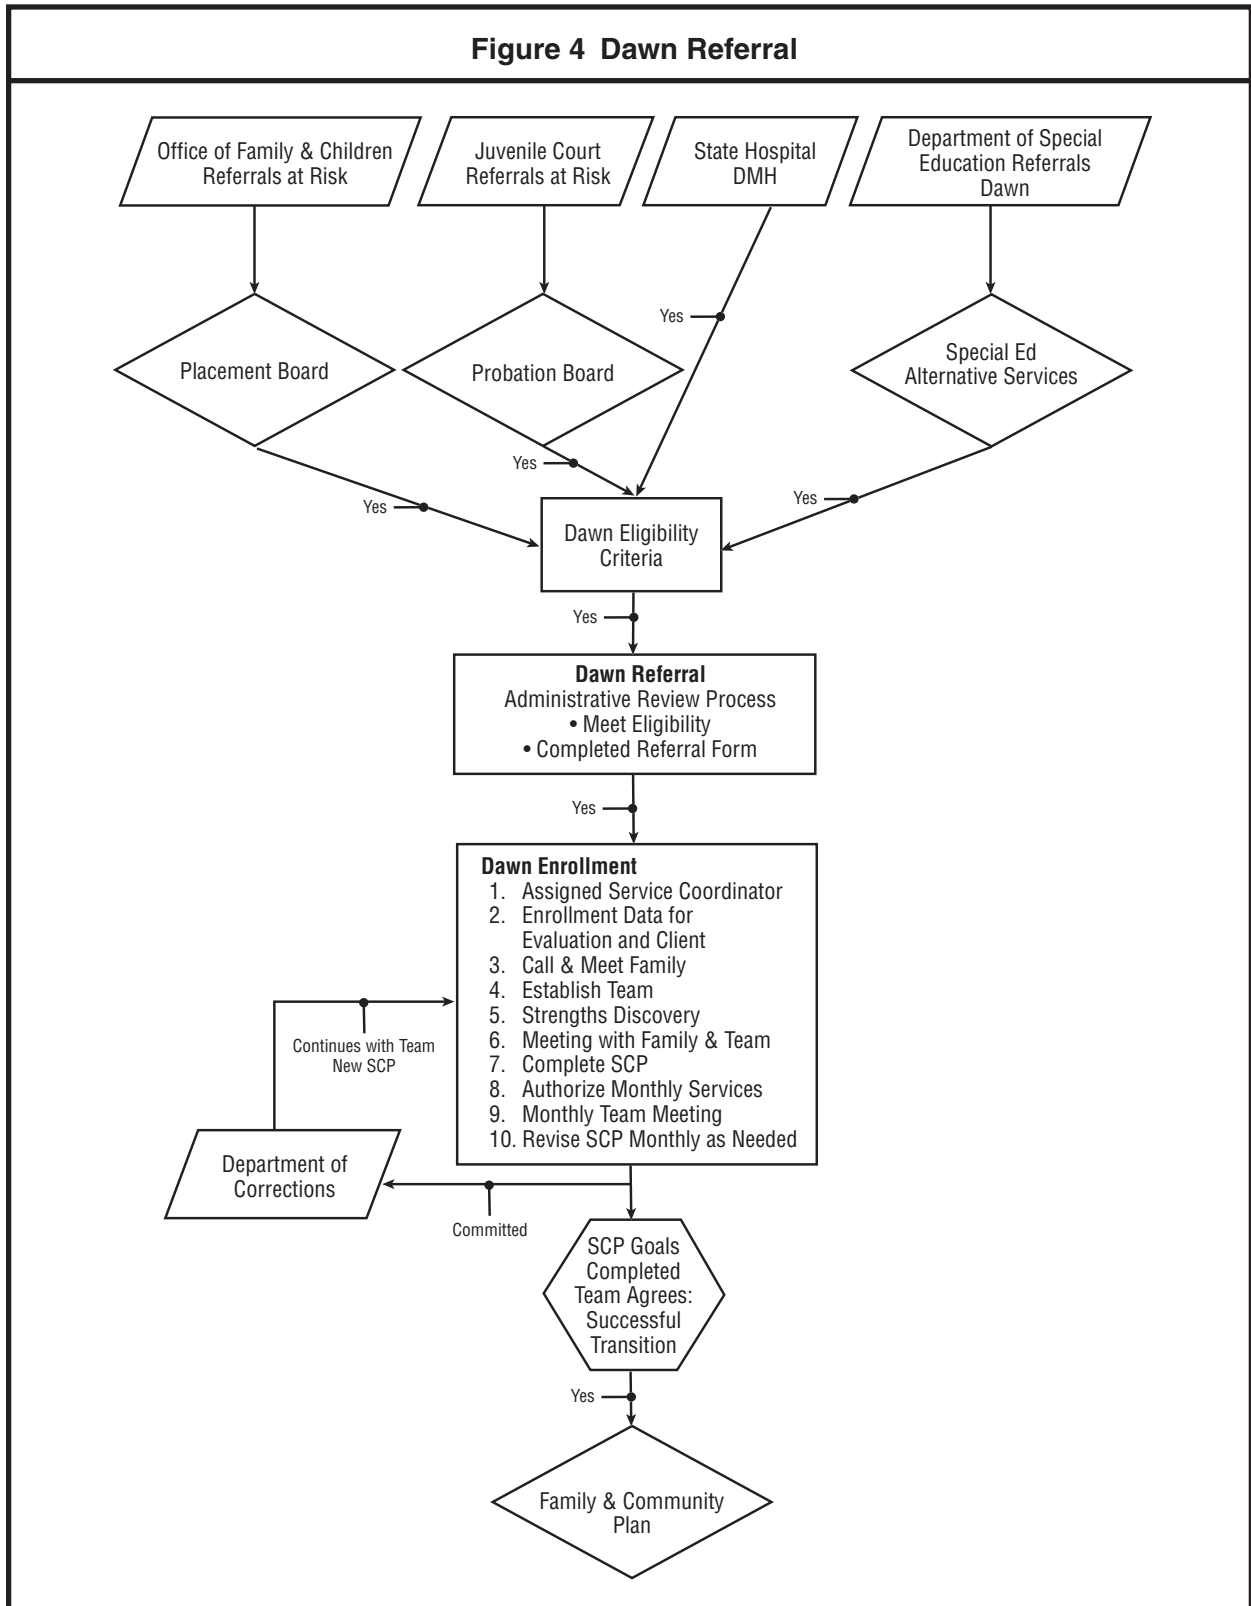 Figure 4 Dawn Referral
Office of Family & Children
Referrals at Risk
Juvenile Court
Referrals at Risk
State Hospital
DMH
Department of Special
Education Referrals
Dawn
Placement Board
Probation Board
Yes
Special Ed
Alternative Services
Yes
Yes
Yes
Dawn Eligibility
Criteria
Yes
Dawn Referral
Administrative Review Process
• Meet Eligibility
• Completed Referral Form
Yes
Dawn Enrollment
1. Assigned Service Coordinator
2. Enrollment Data for
Evaluation and Client
3. Call & Meet Family
4. Establish Team
5. Strengths Discovery
6. Meeting with Family & Team
7. Complete SCP
8. Authorize Monthly Services
9. Monthly Team Meeting
10. Revise SCP Monthly as Needed
Continues with Team
New SCP
Department of
Corrections
Committed
SCP Goals
Completed
Team Agrees:
Successful
Transition
Yes
Family & Community
Plan